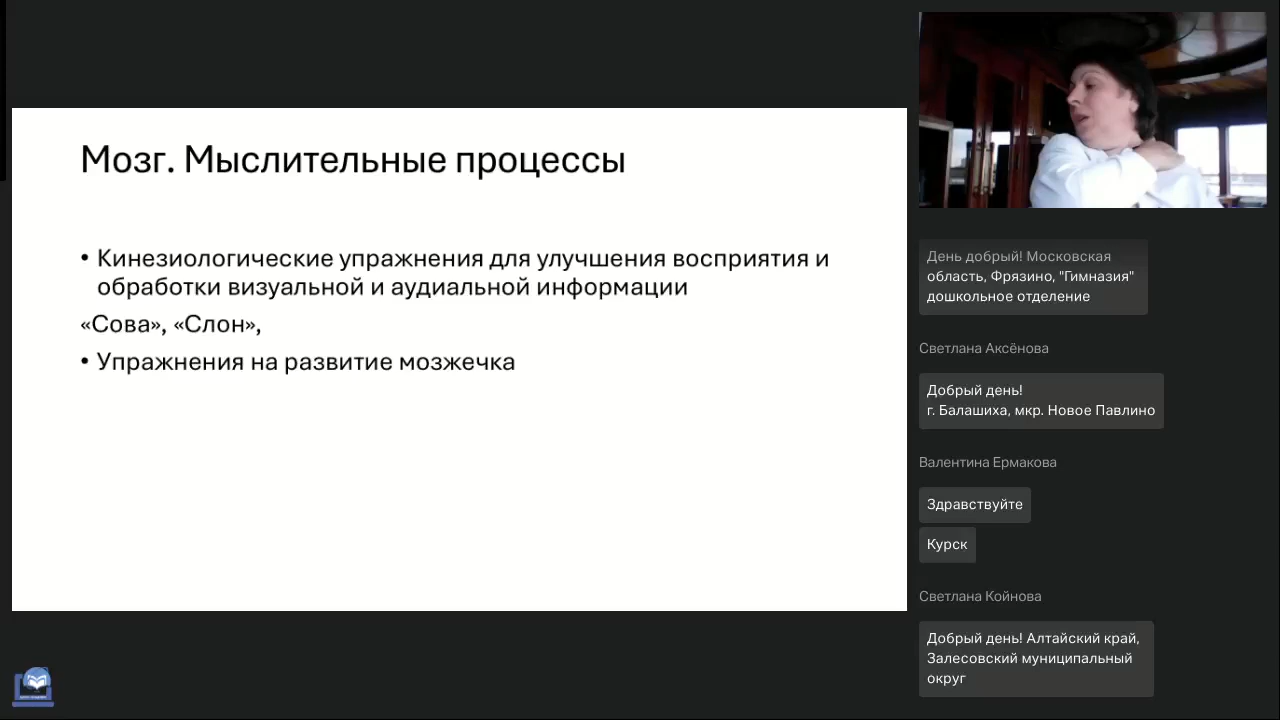 Мозг. Мыслительные процессы
• Кинезиологические упражнения для улучшения восприятия и
обработки визуальной и аудиальной информации
«Сова», «Слон»,
• Упражнения на развитие мозжечка
День добрый! Московская
область, Фрязино, "Гимназия"
дошкольное отделение
Светлана Аксёнова
Добрый день!
г. Балашиха, мкр. Новое Павлино
Валентина Ермакова
Здравствуйте
Курск
Светлана Койнова
Добрый день! Алтайский край,
Залесовский муниципальный
округ